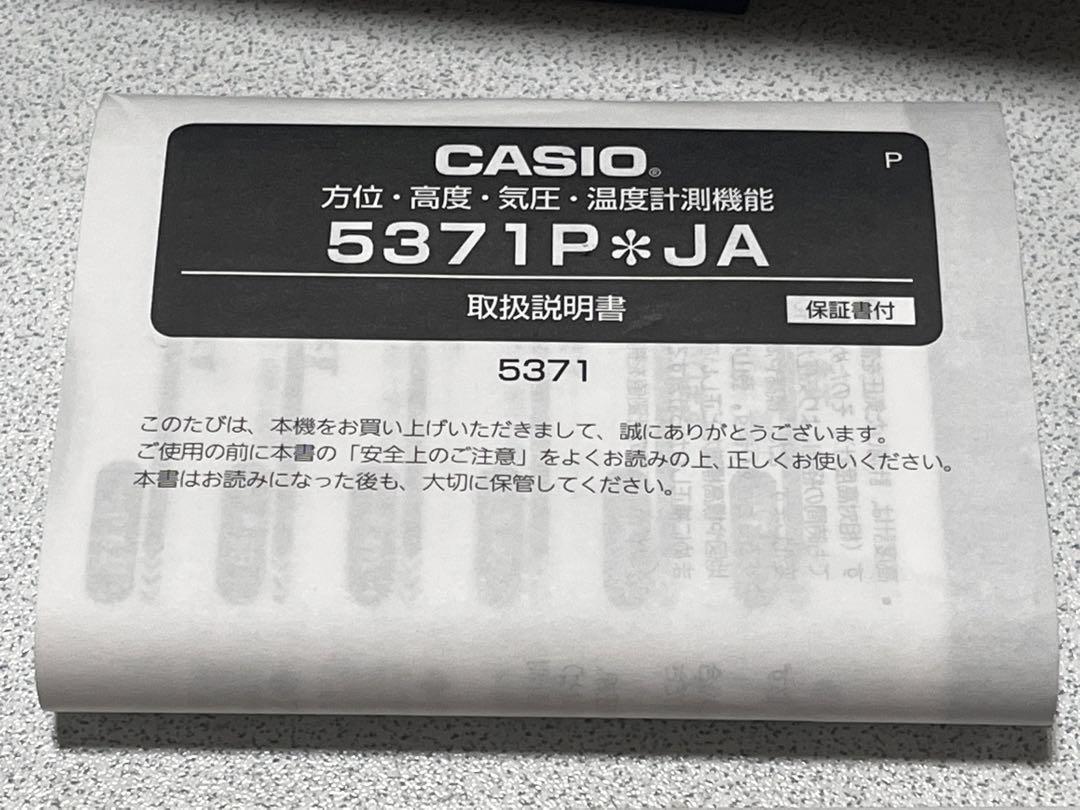 CASIO®
P
方位・高度・気圧・温度計測機能
5371P＊JA
取扱説明書
保証書付
5371
このたびは、本機をお買い上げいただきまして、誠にありがとうございます。
ご使用の前に本書の「安全上のご注意」をよくお読みの上、正しくお使いください。
本書はお読みになった後も、大切に保管してください。